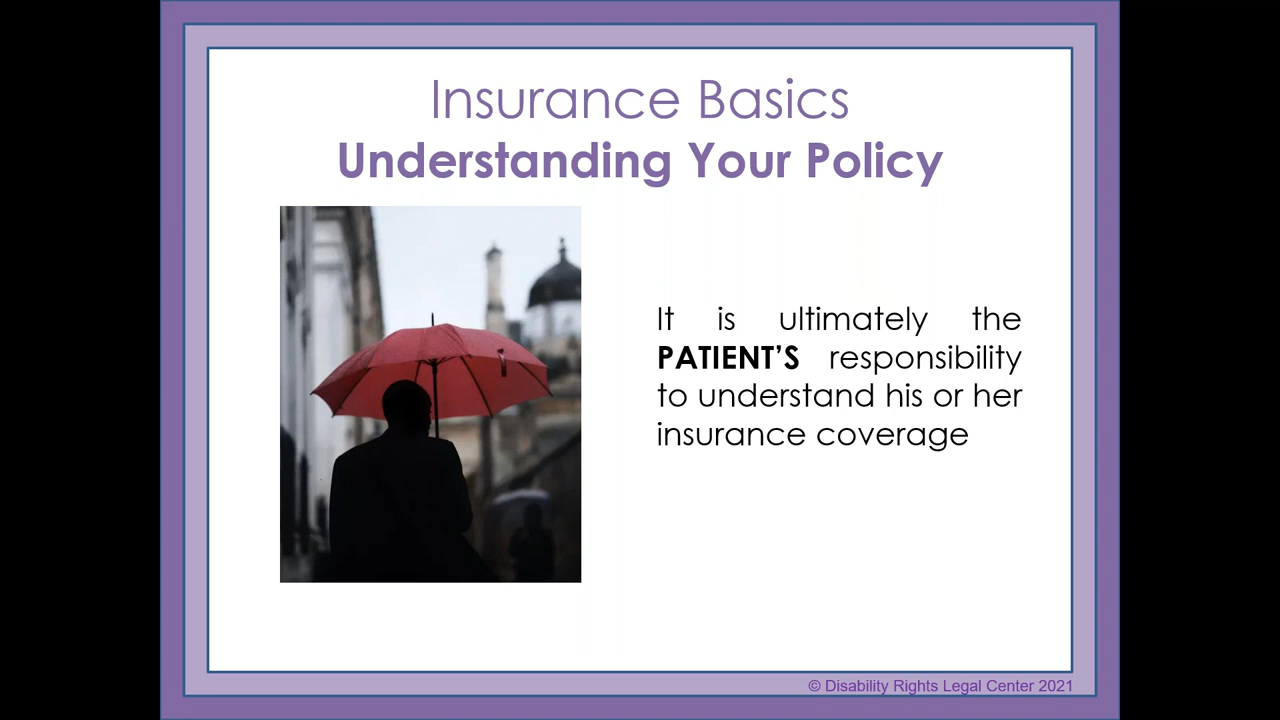 Insurance Basics
Understanding Your Policy
It is ultimately the
PATIENT’S responsibility
to understand his or her
insurance coverage
© Disability Rights Legal Center 2021